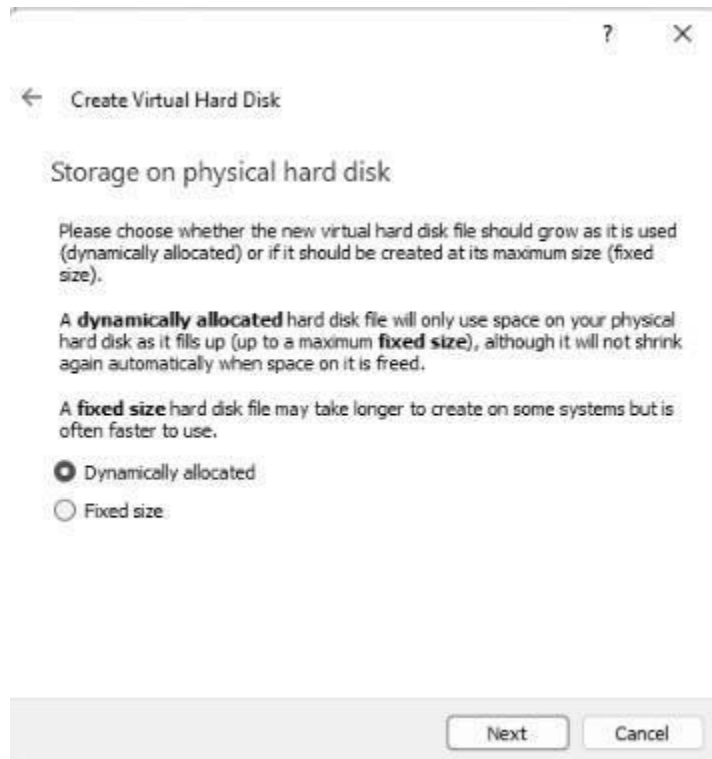 ?
Create Virtual Hard Disk
Storage on physical hard disk
Please choose whether the new virtual hard disk file should grow as it is used
(dynamically allocated) or if it should be created at its maximum size (fixed
size).
A dynamically allocated hard disk file will only use space on your physical
hard disk as it fills up (up to a maximum fixed size), although it will not shrink
again automatically when space on it is freed.
A fixed size hard disk file may take longer to create on some systems but is
often faster to use.
Dynamically allocated
Fixed size
Next Cancel